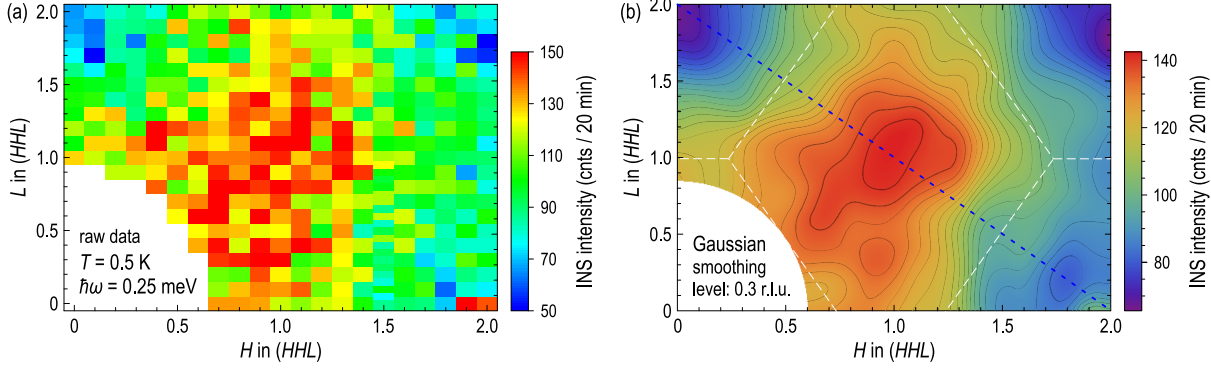 (a)
2.0
1.5
1.0
0.5
0
L in (HHL)
raw data
T = 0.5 K
ℏω = 0.25 meV
0
0.5
1.0
1.5
2.0
H in (HHL)
150
130
110
90
70
50
INS intensity (cnts / 20 min)
(b)
2.0
1.5
1.0
0.5
0
L in (HHL)
Gaussian
smoothing
level: 0.3 r.l.u.
0
0.5
1.0
1.5
2.0
H in (HHL)
140
120
100
80
INS intensity (cnts / 20 min)